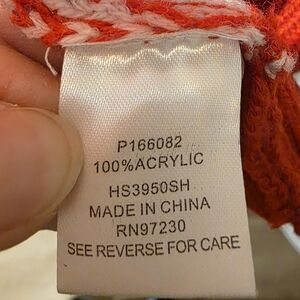 P166082
100%ACRYLIC
HS3950SH
MADE IN CHINA
RN97230
SEE REVERSE FOR CARE